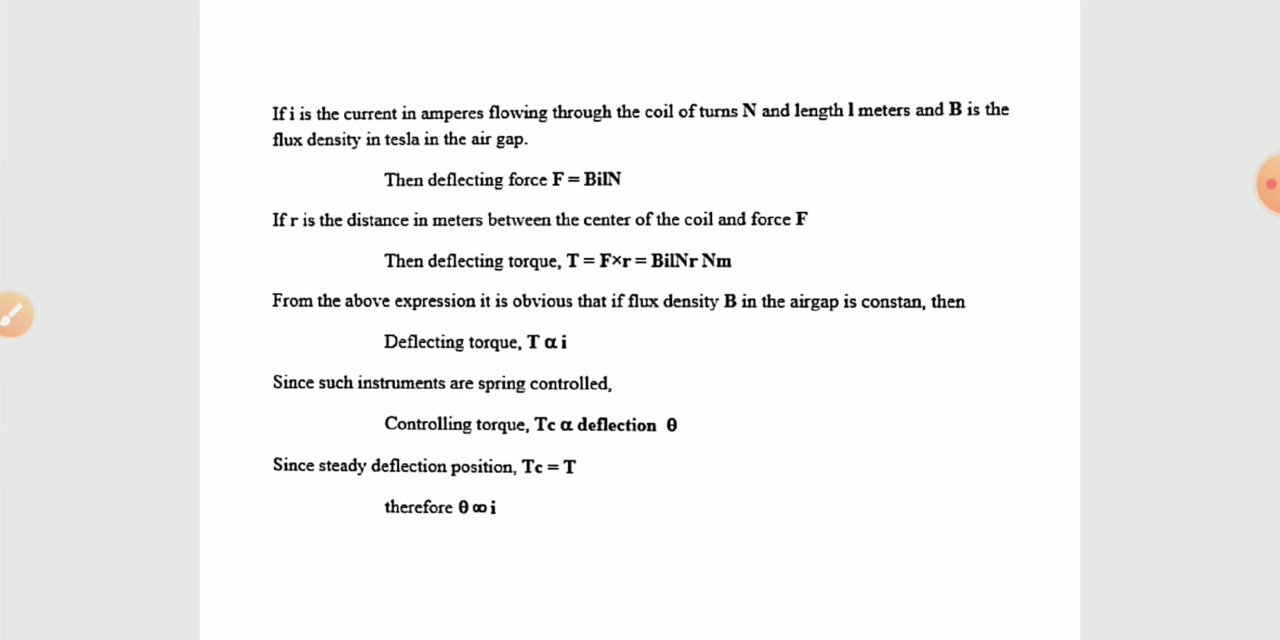 If i is the current in amperes flowing through the coil of turns N and length l meters and B is the
flux density in tesla in the air gap.
Then deflecting force F = BilN
If r is the distance in meters between the center of the coil and force F
Then deflecting torque, T = F×r = BilNr Nm
From the above expression it is obvious that if flux density B in the airgap is constan, then
Deflecting torque, T α i
Since such instruments are spring controlled,
Controlling torque, Tc α deflection θ
Since steady deflection position, Tc = T
therefore θ ∞ i